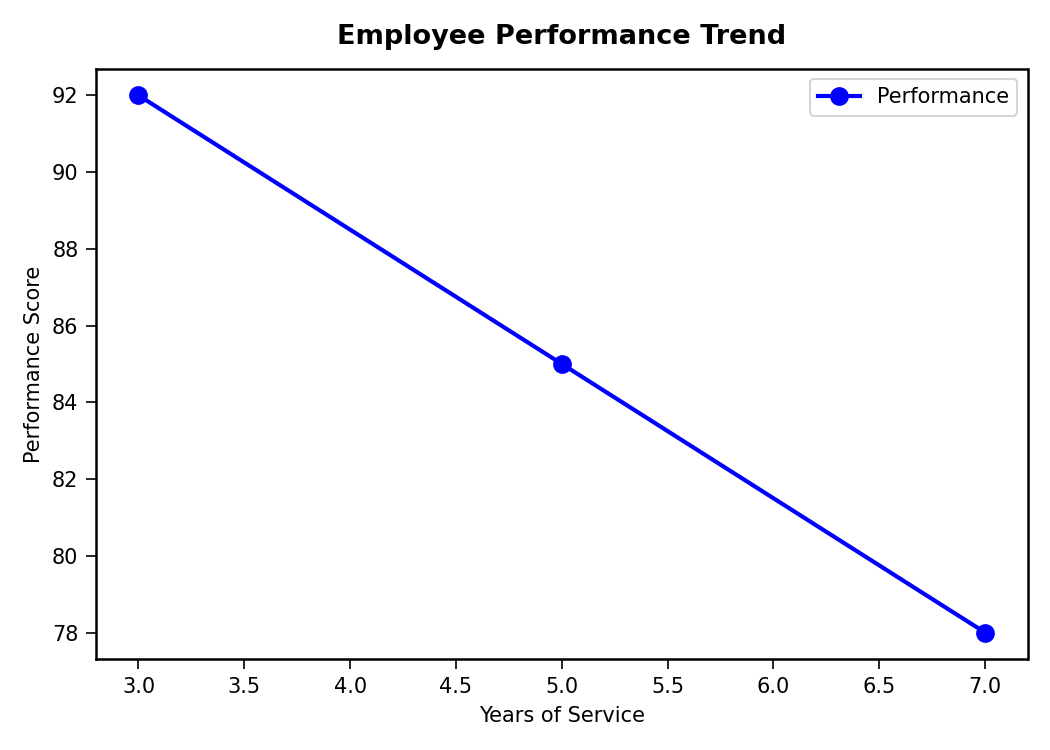 Employee Performance Trend
Performance
92
90
88
86
84
82
80
78
Performance Score
3.0 3.5 4.0 4.5 5.0 5.5 6.0 6.5 7.0
Years of Service